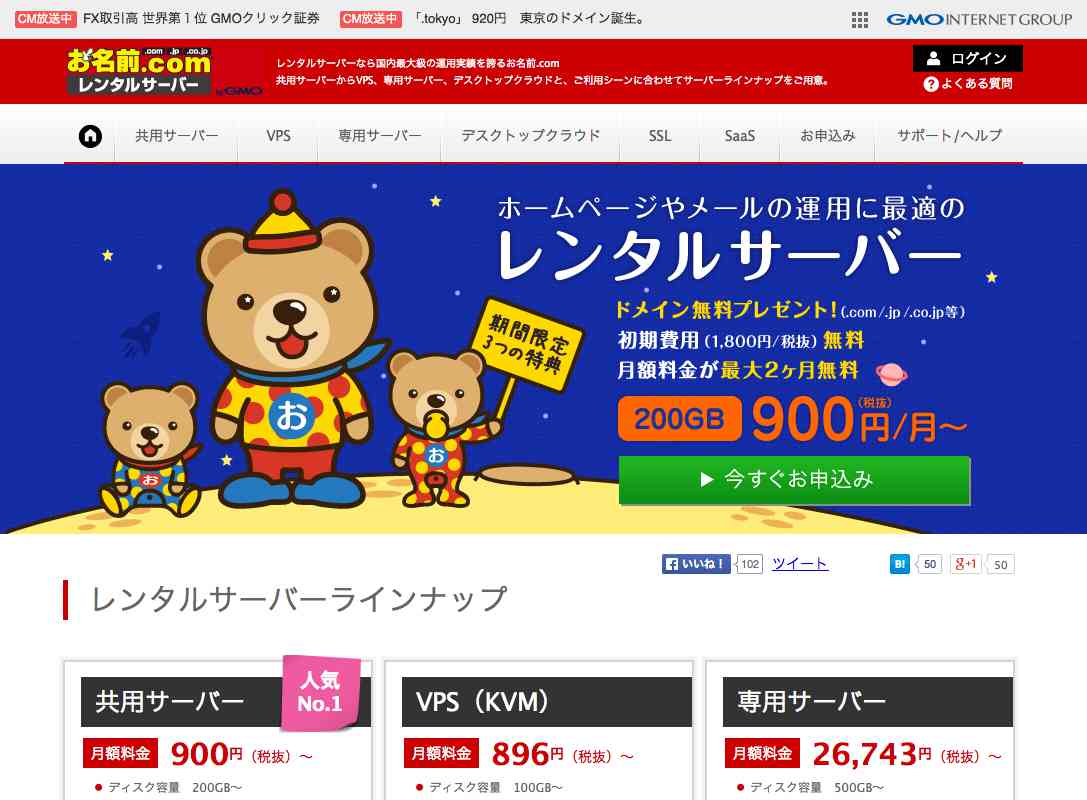 CM放送中 FX取引高 世界第1位 GMOクリック証券 CM放送中 「.tokyo」 920円 東京のドメイン誕生。
GMO INTERNET GROUP
お名前.com .com .jp .co.jp
レンタルサーバー by GMO
レンタルサーバーなら国内最大級の運用実績を誇るお名前.com
共用サーバーからVPS、専用サーバー、デスクトップクラウドと、ご利用シーンに合わせてサーバーラインナップをご用意。
ログイン
?よくある質問
共用サーバー VPS 専用サーバー デスクトップクラウド SSL SaaS お申込み サポート/ヘルプ
ホームページやメールの運用に最適の
レンタルサーバー
ドメイン無料プレゼント!(.com/.jp/.co.jp等)
初期費用(1,800円/税抜)無料
月額料金が最大2ヶ月無料
200GB 900円/月〜 (税抜)
今すぐお申込み
期間限定
3つの特典
お
お
お
いいね! 102 ツイート B! 50 g+1 50
レンタルサーバーラインナップ
共用サーバー
人気
No.1
月額料金 900円(税抜)〜
ディスク容量 200GB〜
VPS(KVM)
月額料金 896円(税抜)〜
ディスク容量 100GB〜
専用サーバー
月額料金 26,743円(税抜)〜
ディスク容量 500GB〜